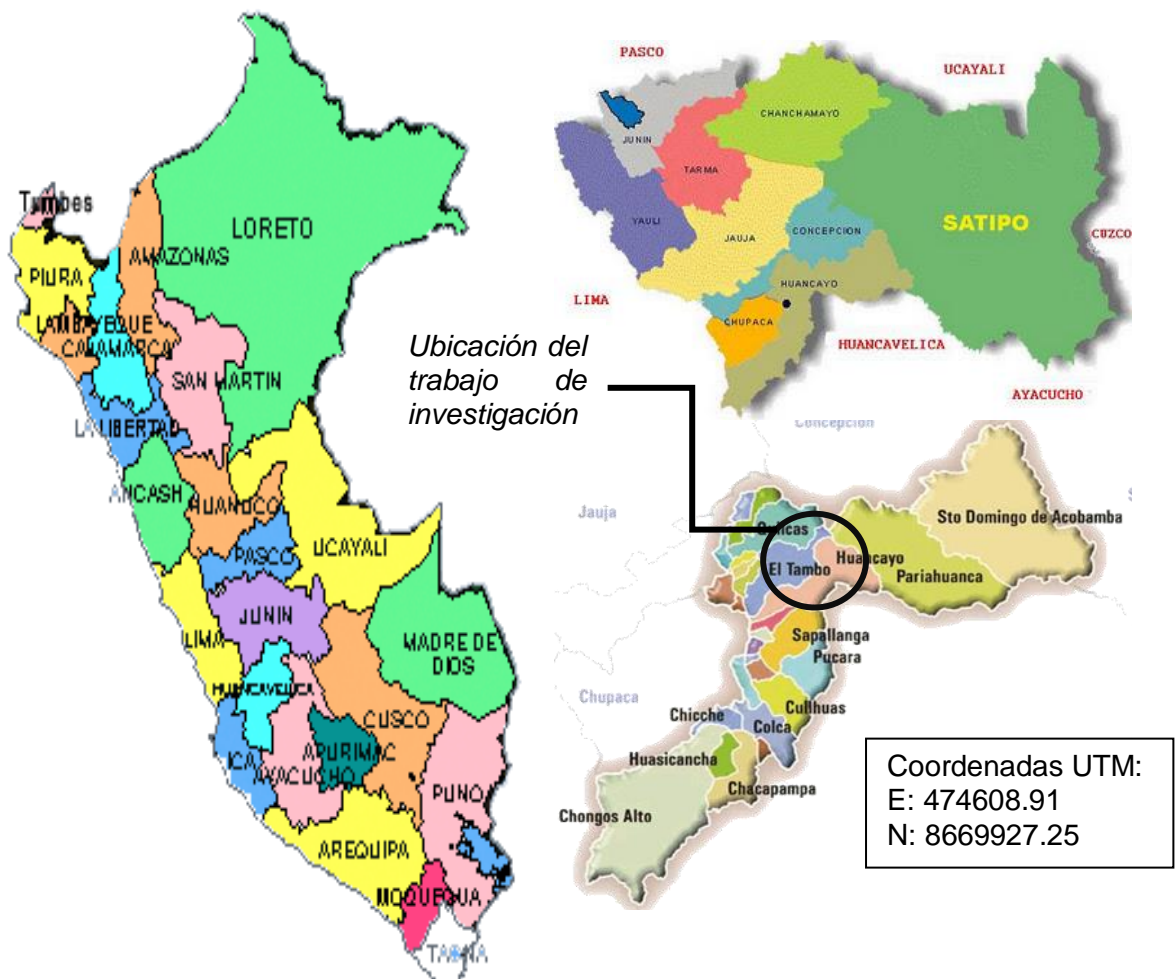 Tumbes
LORETO
AMAZONAS
PIURA
LAMBAYEQUE
CAJAMARCA
SAN MARTIN
LA LIBERTAD
ANCASH
HUANUCO
UCAYALI
PASCO
JUNIN
LIMA
MADRE DE
DIOS
HUANCAVELICA
CUSCO
APURIMAC
ICA
AYACUCHO
PUNO
AREQUIPA
MOQUEGUA
TACNA
PASCO
UCAYALI
CHANCHAMAYO
JUNIN
TARMA
YAULI
JAUJA
CONCEPCION
SATIPO
CUZCO
HUANCAYO
LIMA
CHUPACA
HUANCAVELICA
AYACUCHO
Ubicación del
trabajo de
investigación
Concepción
Jauja
Quilcas
Sto Domingo de Acobamba
El Tambo
Huancayo
Pariahuanca
Sapallanga
Pucara
Chupaca
Cullhuas
Chicche
Colca
Huasicancha
Chacapampa
Chongos Alto
Coordenadas UTM:
E: 474608.91
N: 8669927.25